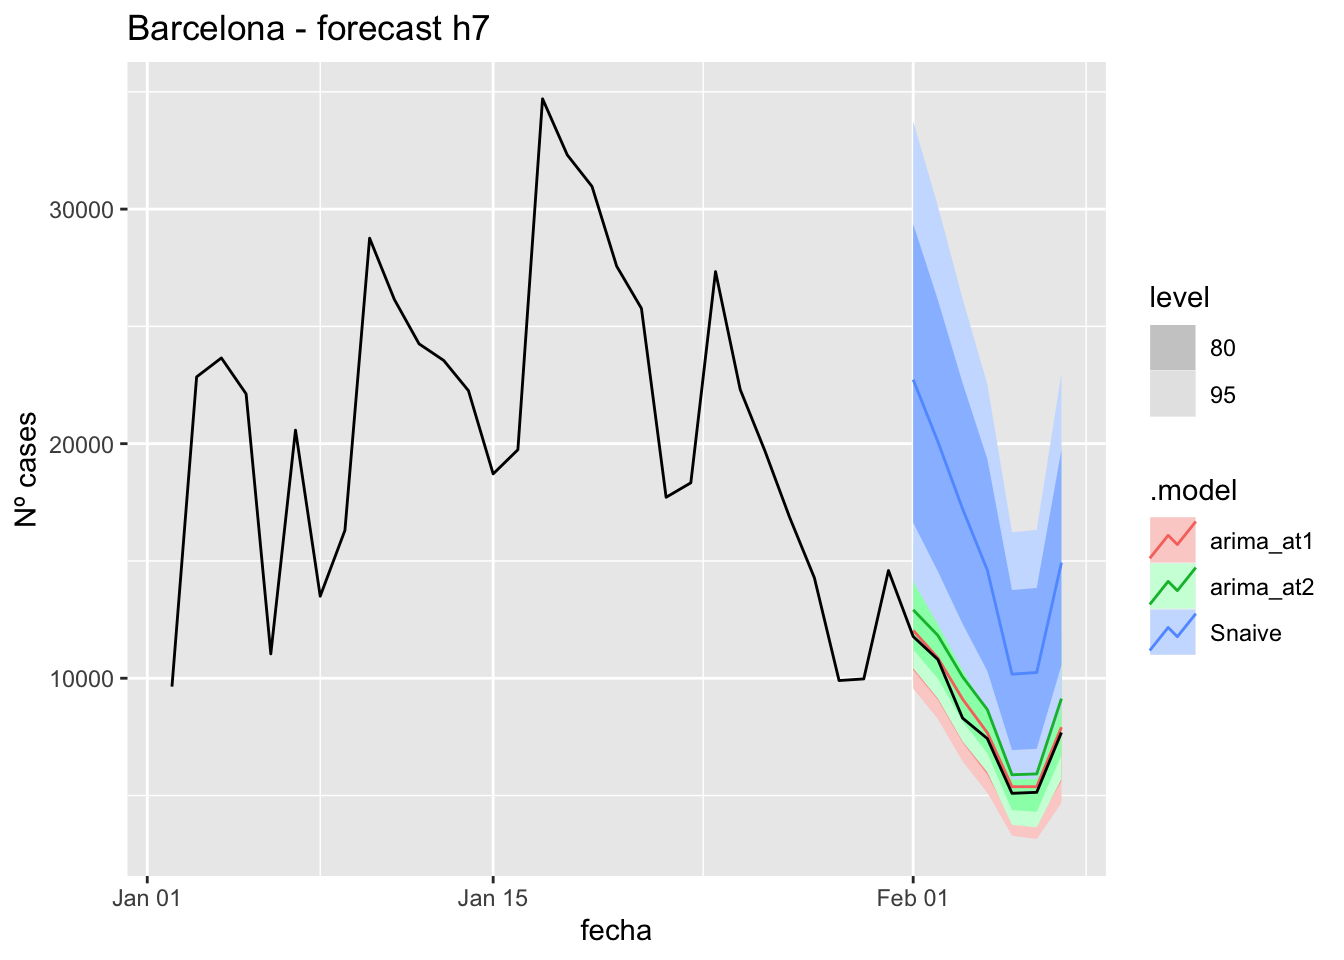 Barcelona - forecast h7
Nº cases
30000
20000
10000
Jan 01
Jan 15
Feb 01
fecha
level
80
95
.model
arima_at1
arima_at2
Snaive